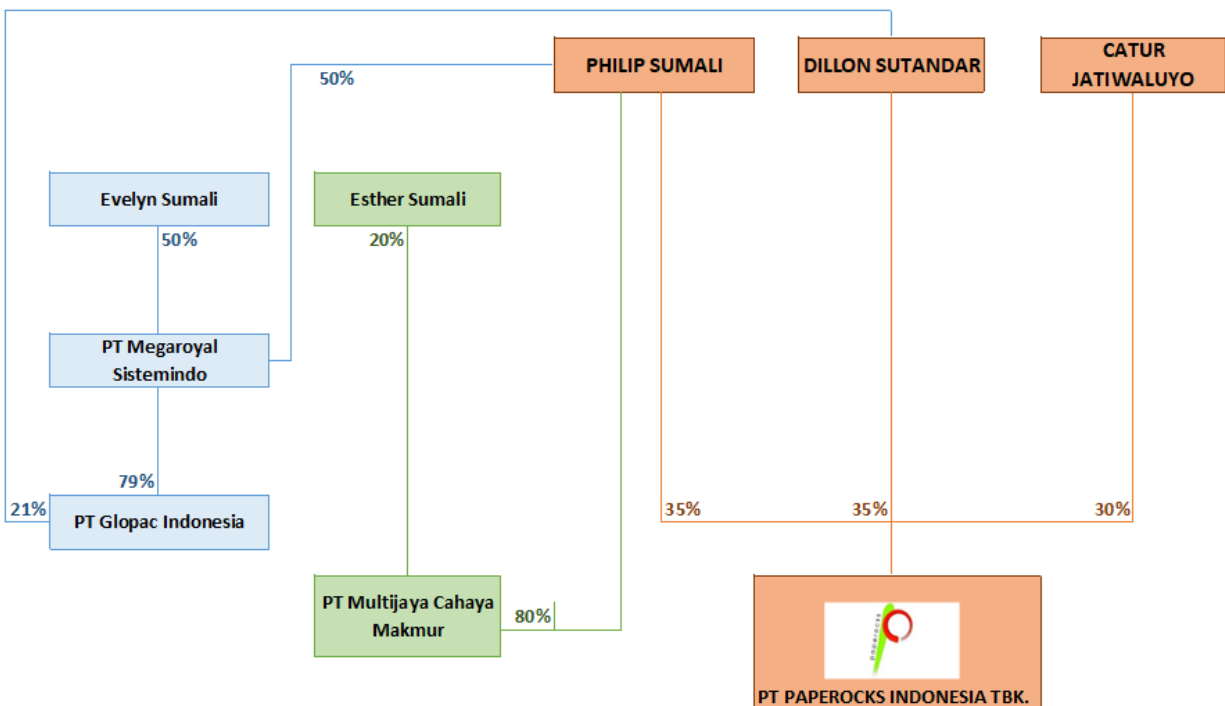 PHILIP SUMALI
DILLON SUTANDAR
CATUR
JATIWALUYO
50%
Evelyn Sumali
Esther Sumali
50%
20%
PT Megaroyal
Sistemindo
79%
21%
PT Glopac Indonesia
35%
35%
30%
PT Multijaya Cahaya
Makmur
80%
paperocks
PT PAPEROCKS INDONESIA TBK.